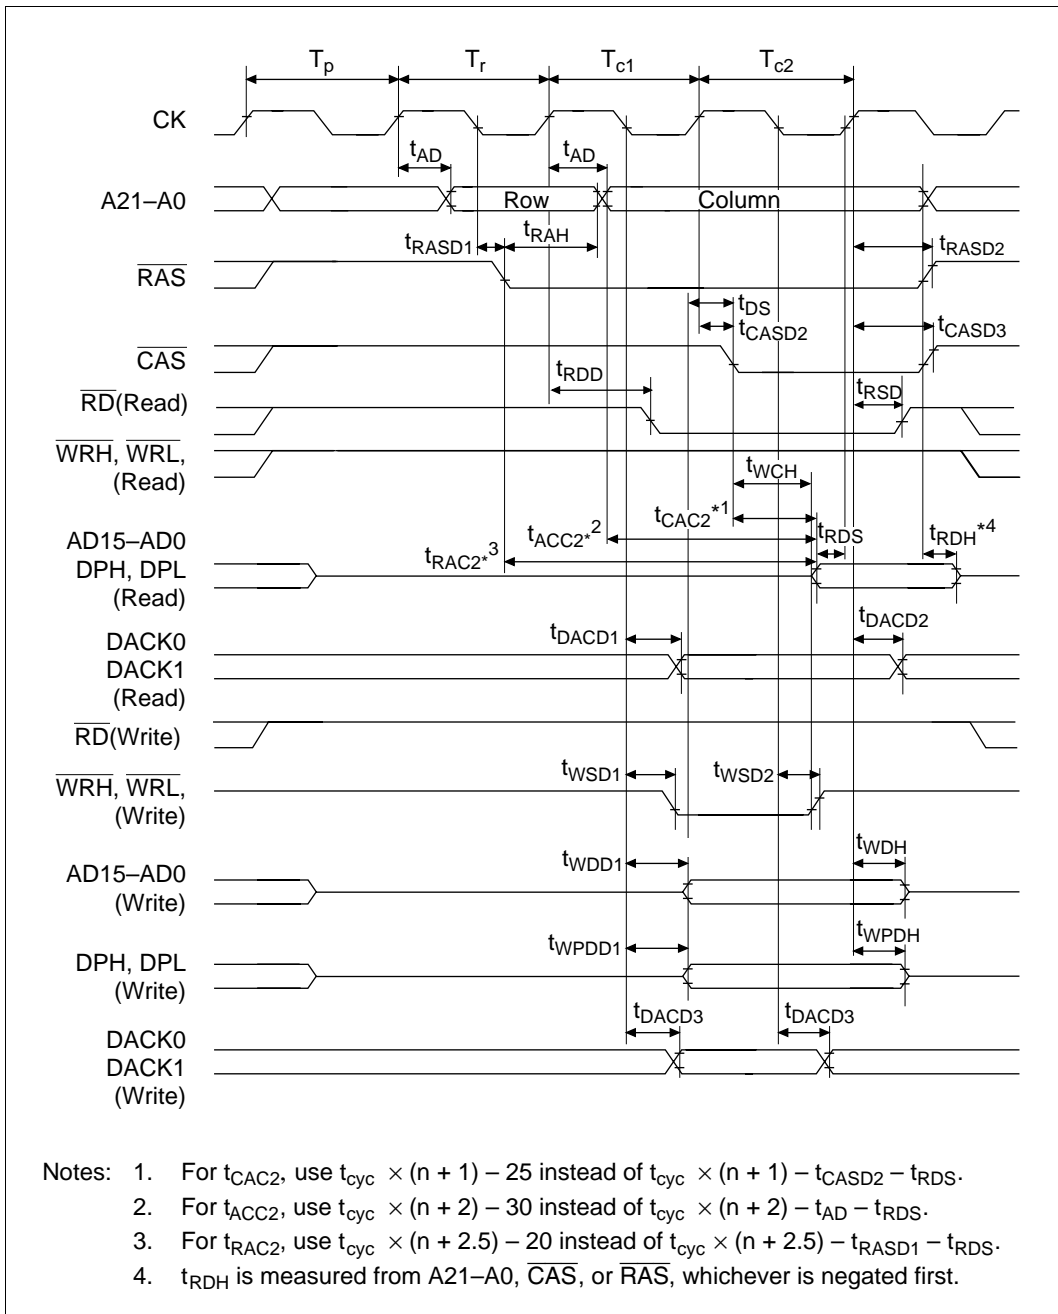 Tp Tr Tc1 Tc2
CK
tAD tAD
A21–A0 Row Column
tRASD1 tRAH tRASD2
RAS
tDS
tCASD2 tCASD3
CAS
tRDD tRSD
RD(Read)
WRH, WRL,
(Read)
tWCH
tCAC2*1
tACC2*2 tRDS tRDH*4
tRAC2*3
AD15–AD0
DPH, DPL
(Read)
tDACD1 tDACD2
DACK0
DACK1
(Read)
RD(Write)
tWSD1 tWSD2
WRH, WRL,
(Write)
tWDD1 tWDH
AD15–AD0
(Write)
tWPDD1 tWPDH
DPH, DPL
(Write)
tDACD3 tDACD3
DACK0
DACK1
(Write)
Notes: 1. For tCAC2, use tcyc × (n + 1) – 25 instead of tcyc × (n + 1) – tCASD2 – tRDS.
2. For tACC2, use tcyc × (n + 2) – 30 instead of tcyc × (n + 2) – tAD – tRDS.
3. For tRAC2, use tcyc × (n + 2.5) – 20 instead of tcyc × (n + 2.5) – tRASD1 – tRDS.
4. tRDH is measured from A21–A0, CAS, or RAS, whichever is negated first.